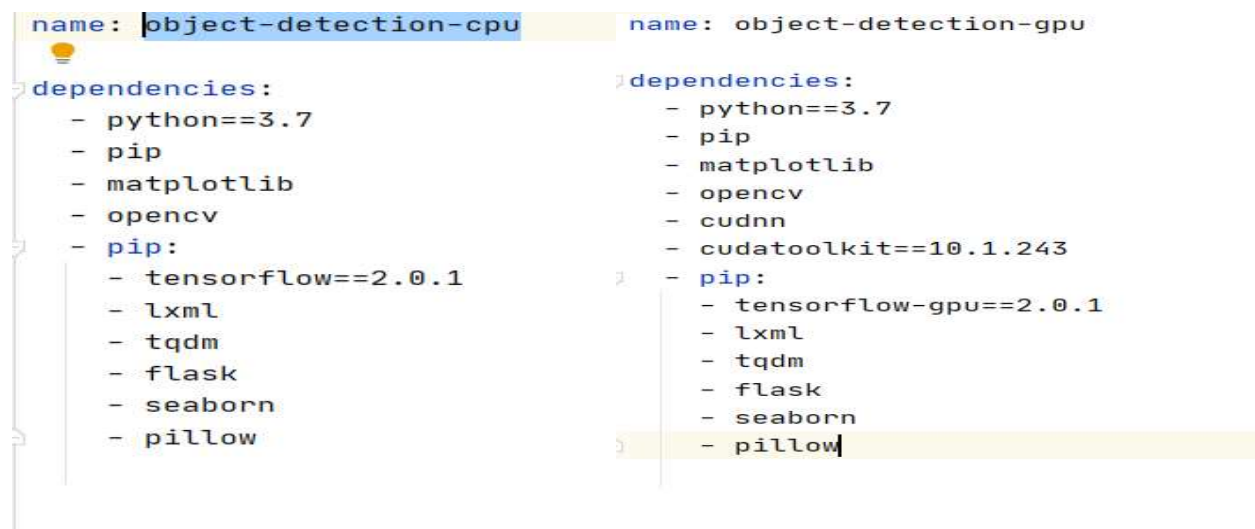 name: object-detection-cpu
dependencies:
- python==3.7
- pip
- matplotlib
- opencv
- pip:
- tensorflow==2.0.1
- lxml
- tqdm
- flask
- seaborn
- pillow
name: object-detection-gpu
dependencies:
- python==3.7
- pip
- matplotlib
- opencv
- cudnn
- cudatoolkit==10.1.243
- pip:
- tensorflow-gpu==2.0.1
- lxml
- tqdm
- flask
- seaborn
- pillow